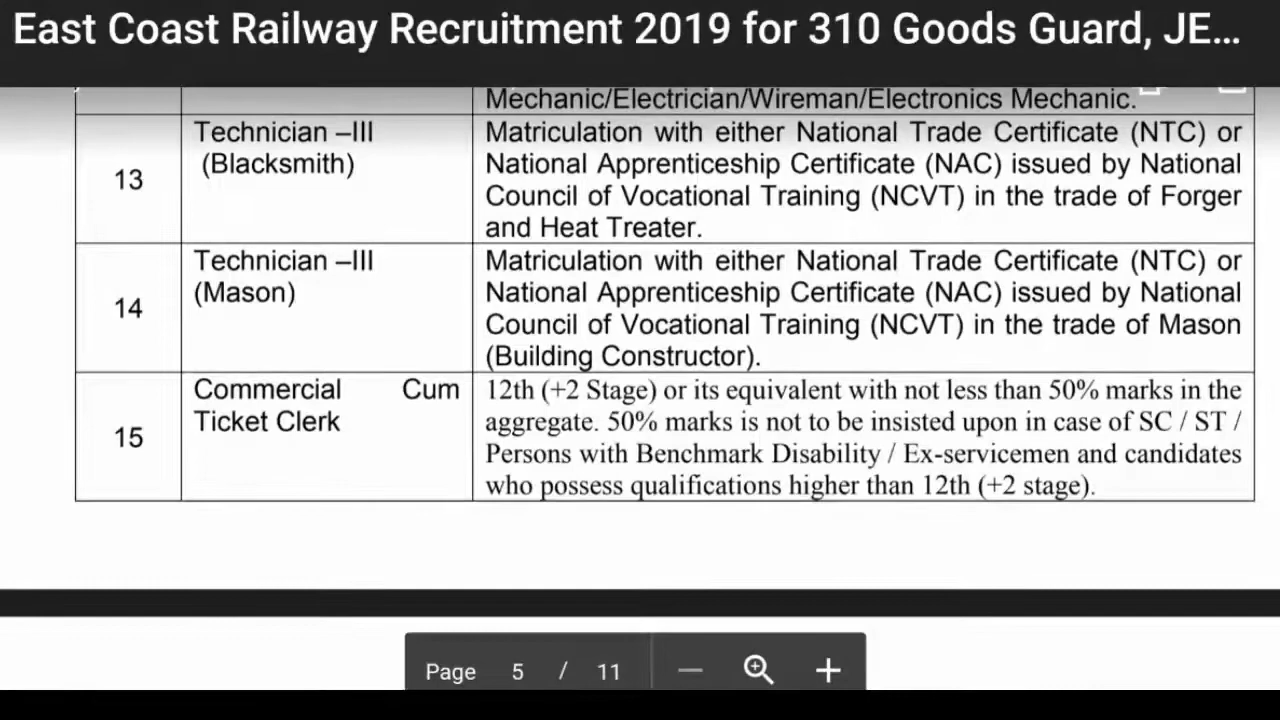 East Coast Railway Recruitment 2019 for 310 Goods Guard, JE...
Mechanic/Electrician/Wireman/Electronics Mechanic.
13
Technician –III
(Blacksmith)
Matriculation with either National Trade Certificate (NTC) or
National Apprenticeship Certificate (NAC) issued by National
Council of Vocational Training (NCVT) in the trade of Forger
and Heat Treater.
14
Technician –III
(Mason)
Matriculation with either National Trade Certificate (NTC) or
National Apprenticeship Certificate (NAC) issued by National
Council of Vocational Training (NCVT) in the trade of Mason
(Building Constructor).
15
Commercial Cum
Ticket Clerk
12th (+2 Stage) or its equivalent with not less than 50% marks in the
aggregate. 50% marks is not to be insisted upon in case of SC / ST /
Persons with Benchmark Disability / Ex-servicemen and candidates
who possess qualifications higher than 12th (+2 stage).
Page 5 / 11